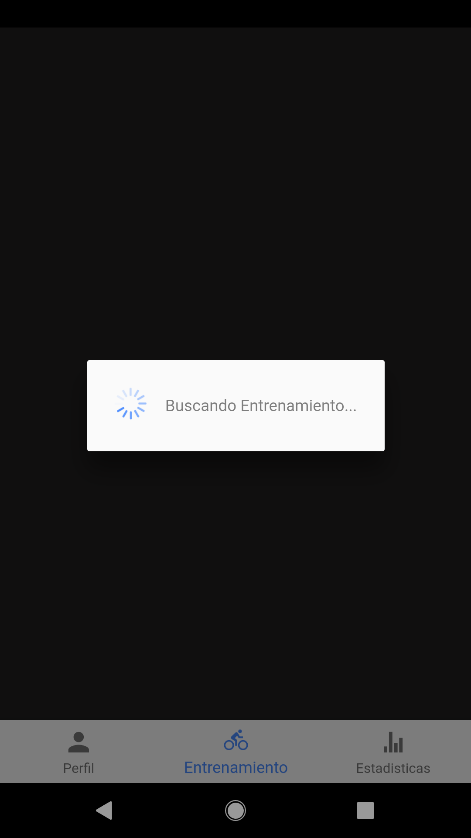 Buscando Entrenamiento...
Perfil
Entrenamiento
Estadisticas